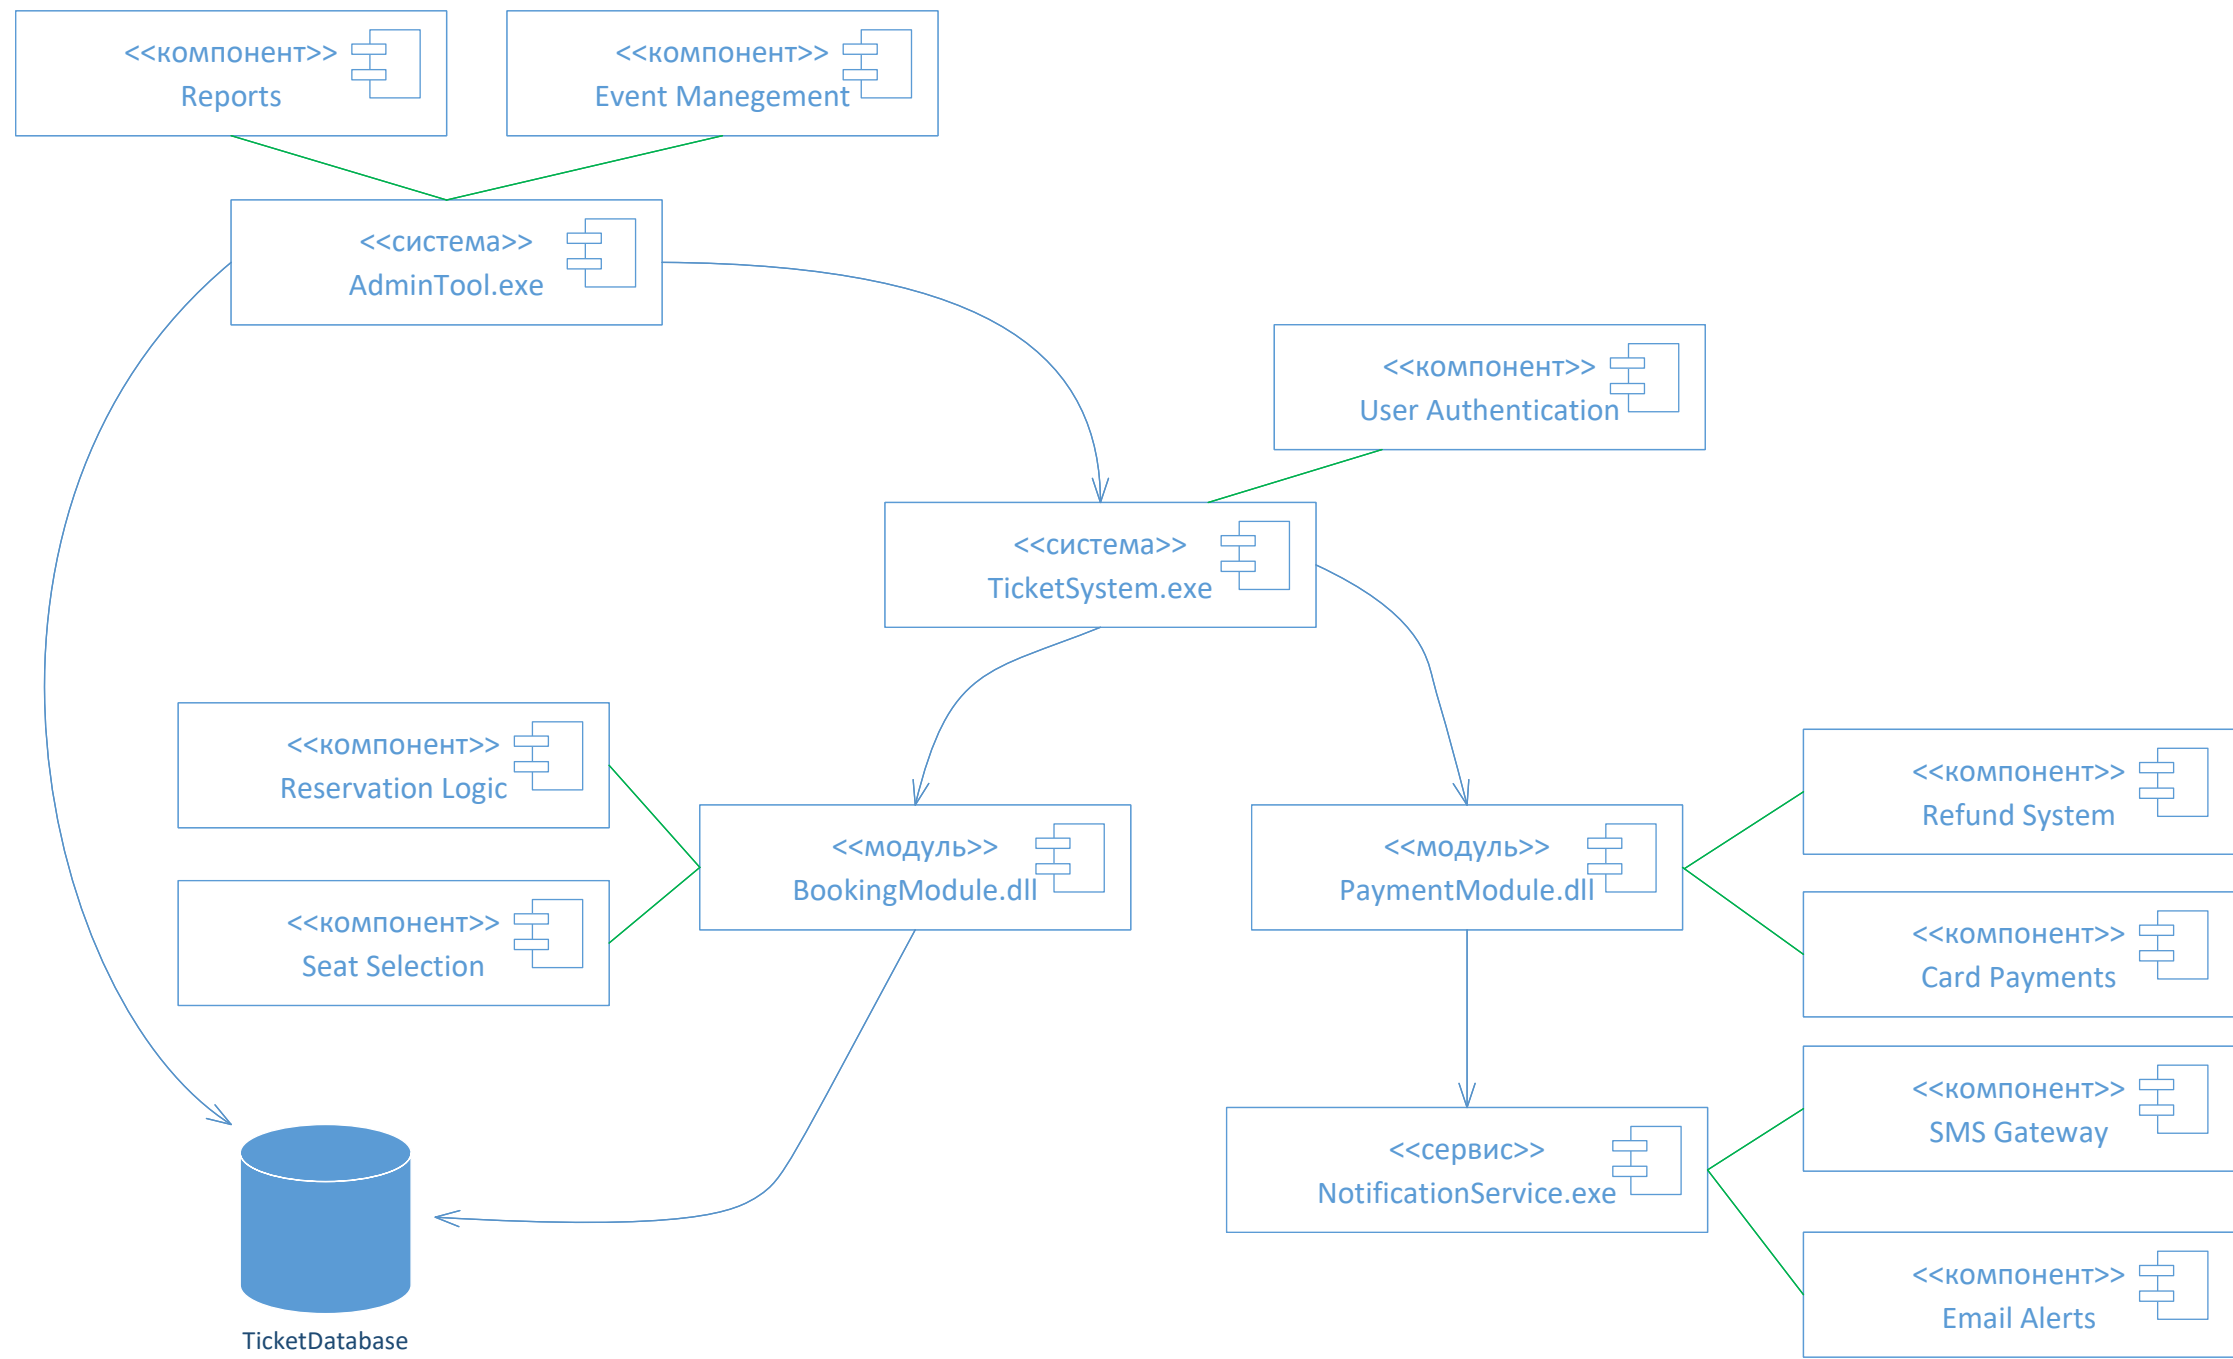 <<компонент>>
Reports
<<компонент>>
Event Manegement
<<система>>
AdminTool.exe
<<компонент>>
User Authentication
<<система>>
TicketSystem.exe
<<компонент>>
Reservation Logic
<<компонент>>
Refund System
<<модуль>>
BookingModule.dll
<<модуль>>
PaymentModule.dll
<<компонент>>
Seat Selection
<<компонент>>
Card Payments
<<компонент>>
SMS Gateway
<<сервис>>
NotificationService.exe
<<компонент>>
Email Alerts
TicketDatabase